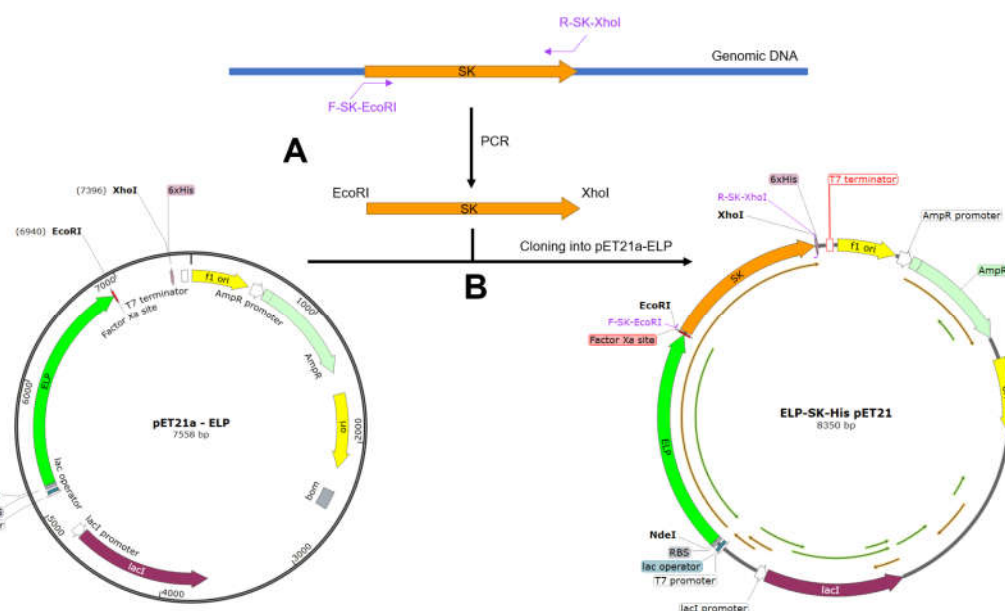 R-SK-XhoI
Genomic DNA
SK
F-SK-EcoRI
A
PCR
EcoRI
XhoI
SK
Cloning into pET21a-ELP
B
(7396) XhoI
6xHis
(6940) EcoRI
T7 terminator
Factor Xa site
f1 ori
AmpR promoter
AmpR
ori
bom
lacI
lacI promoter
lac operator
ELP
1000
2000
3000
4000
5000
6000
7000
pET21a - ELP
7558 bp
6xHis
T7 terminator
R-SK-XhoI
XhoI
AmpR promoter
f1 ori
AmpR
SK
EcoRI
F-SK-EcoRI
Factor Xa site
ELP
ELP-SK-His pET21
8350 bp
NdeI
RBS
lac operator
T7 promoter
lacI
lacI promoter